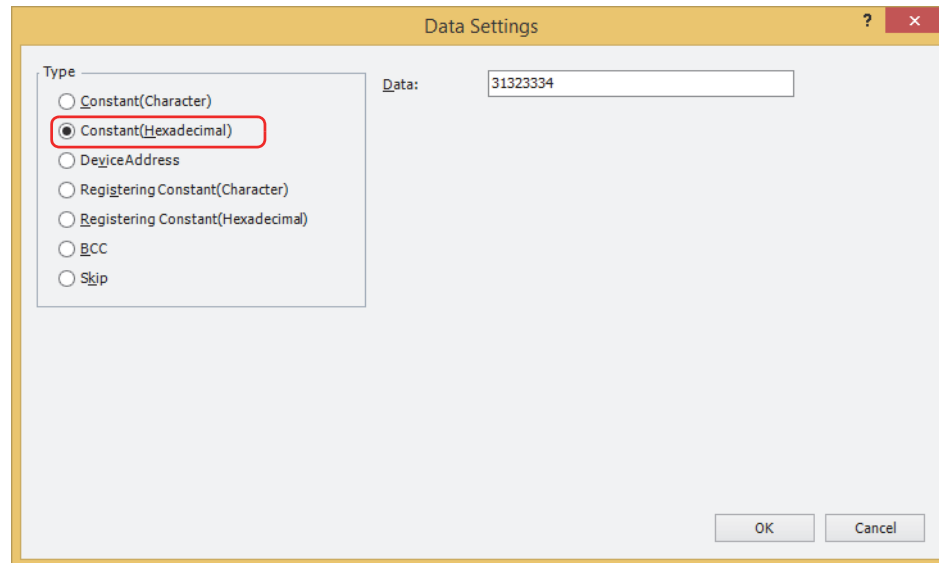 Data Settings
?
Type
Constant(Character)
Constant(Hexadecimal)
DeviceAddress
Registering Constant(Character)
Registering Constant(Hexadecimal)
BCC
Skip
Data: 31323334
OK Cancel